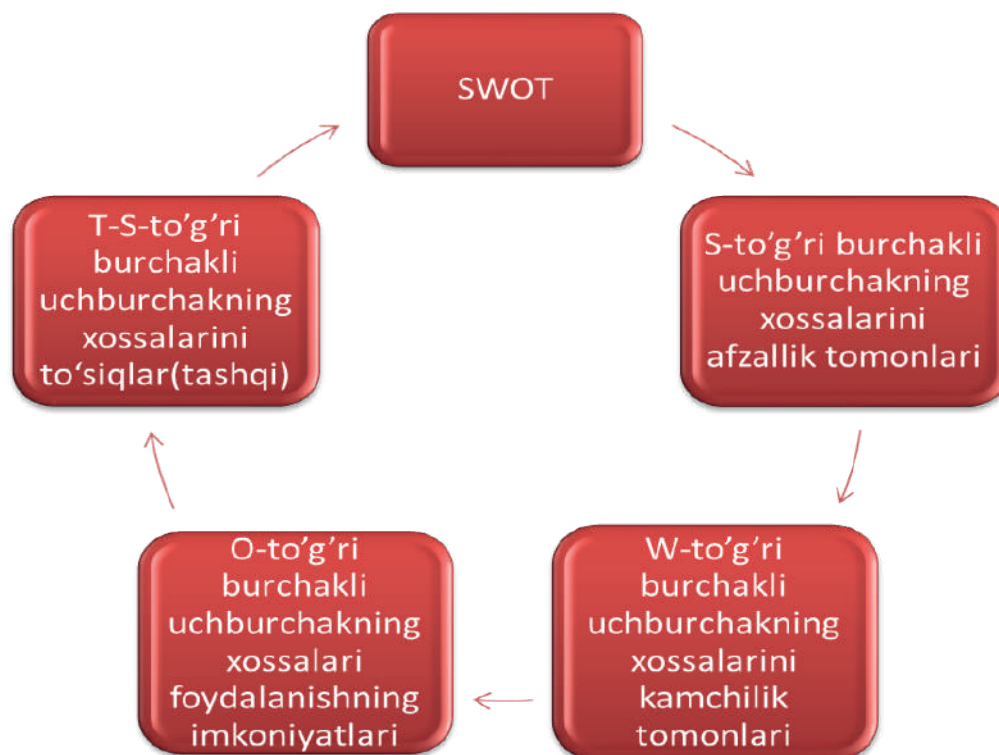 SWOT
S-to’g’ri burchakli
uchburchakning
xossalarini
afzallik tomonlari
W-to’g’ri
burchakli
uchburchakning
xossalarini
kamchilik
tomonlari
O-to’g’ri
burchakli
uchburchakning
xossalari
foydalanishning
imkoniyatlari
T-S-to’g’ri
burchakli
uchburchakning
xossalarini
to‘siqlar(tashqi)